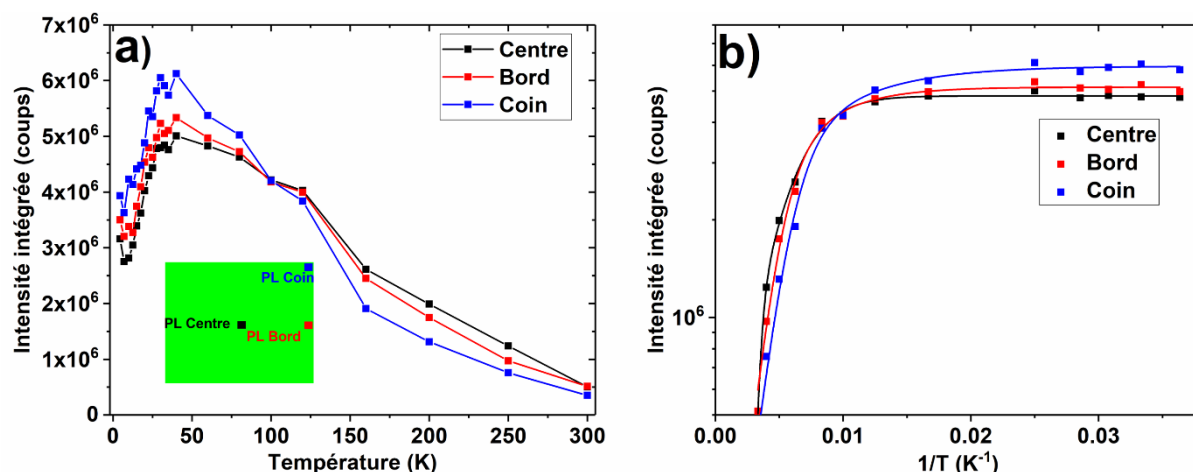 a)
Intensité intégrée (coups)
7x10⁶
6x10⁶
5x10⁶
4x10⁶
3x10⁶
2x10⁶
1x10⁶
0
Centre
Bord
Coin
PL Coin
PL Centre
PL Bord
0 50 100 150 200 250 300
Température (K)
b)
Intensité intégrée (coups)
10⁶
Centre
Bord
Coin
0.00 0.01 0.02 0.03
1/T (K⁻¹)